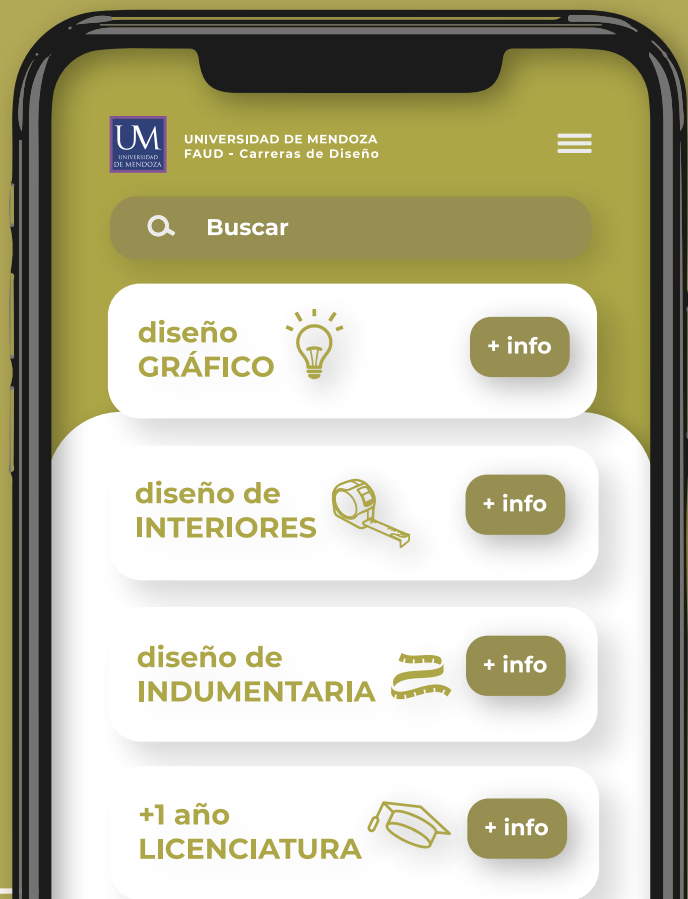 UM
UNIVERSIDAD
DE MENDOZA
UNIVERSIDAD DE MENDOZA
FAUD - Carreras de Diseño
Buscar
diseño
GRÁFICO
+ info
diseño de
INTERIORES
+ info
diseño de
INDUMENTARIA
+ info
+1 año
LICENCIATURA
+ info